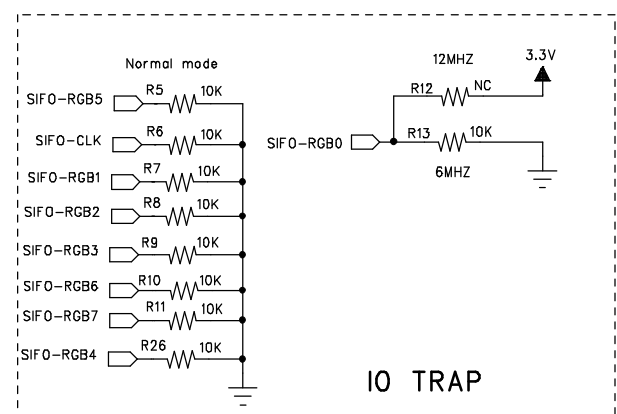 Normal mode
SIFO-RGB5 R5 10K
SIFO-CLK R6 10K
SIFO-RGB1 R7 10K
SIFO-RGB2 R8 10K
SIFO-RGB3 R9 10K
SIFO-RGB6 R10 10K
SIFO-RGB7 R11 10K
SIFO-RGB4 R26 10K
12MHZ 3.3V
R12 NC
SIFO-RGB0 R13 10K
6MHZ
IO TRAP